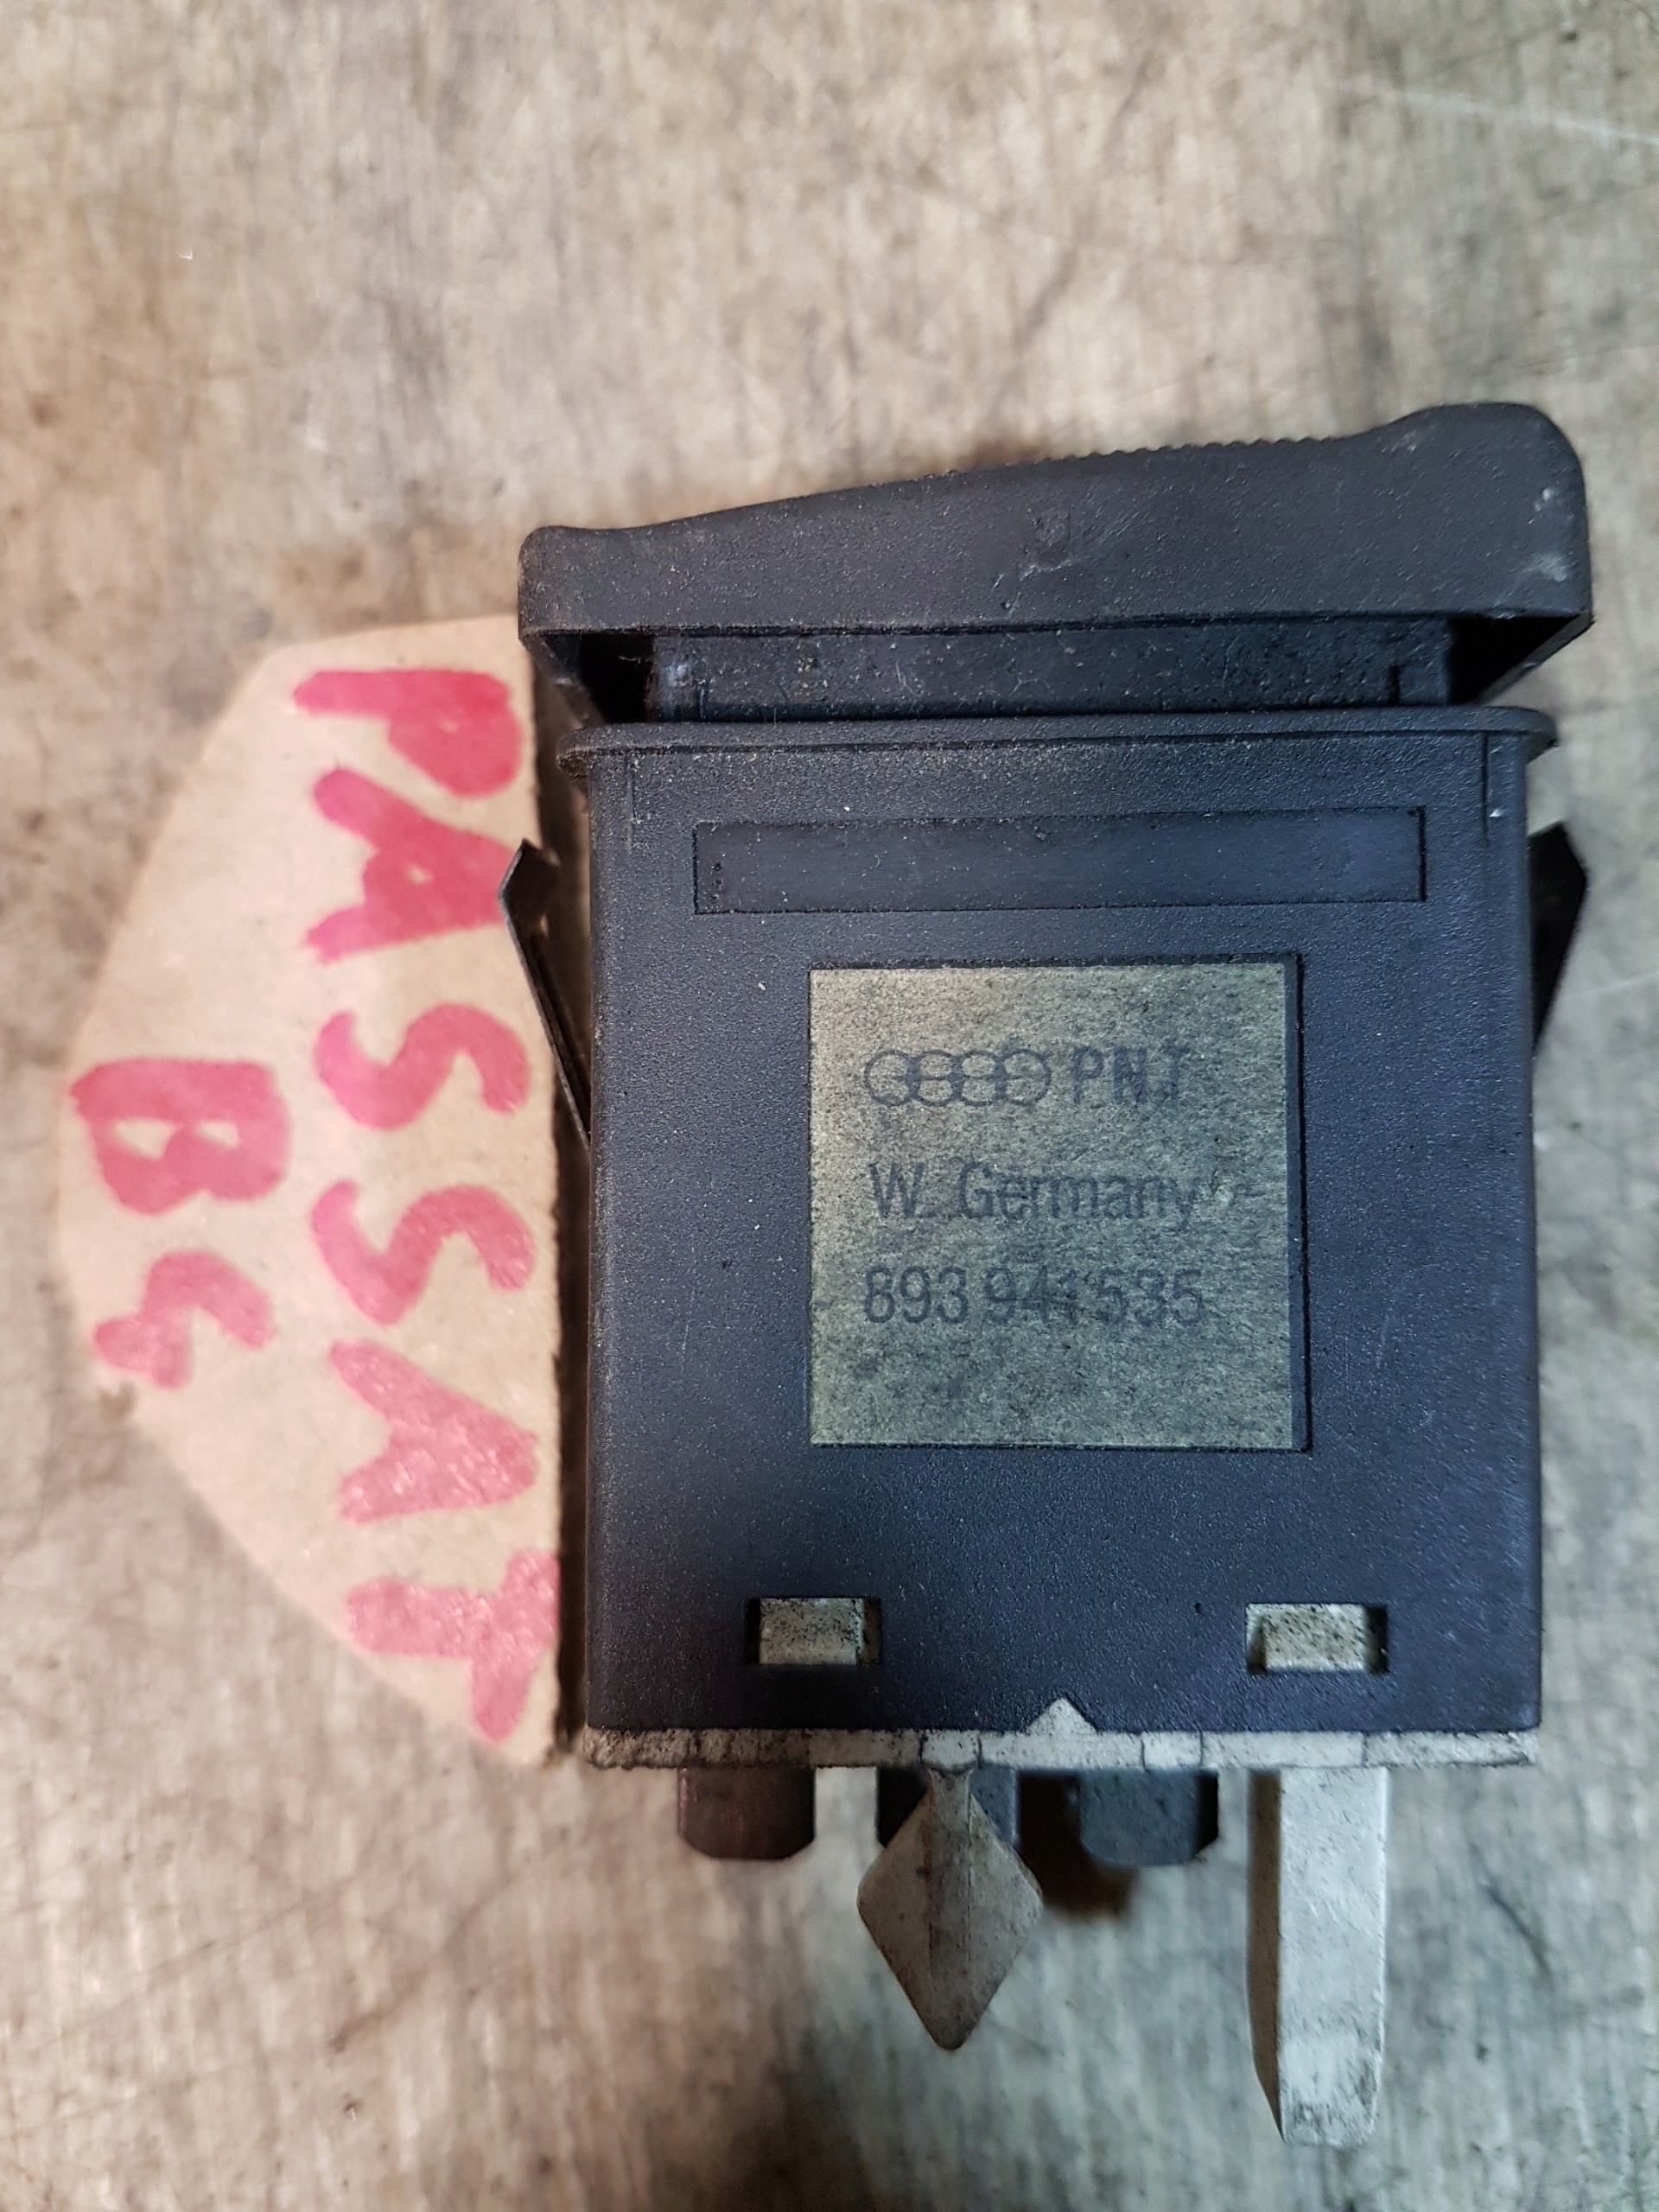 PASSAT
B4
PNT
W. Germany
893 941 535